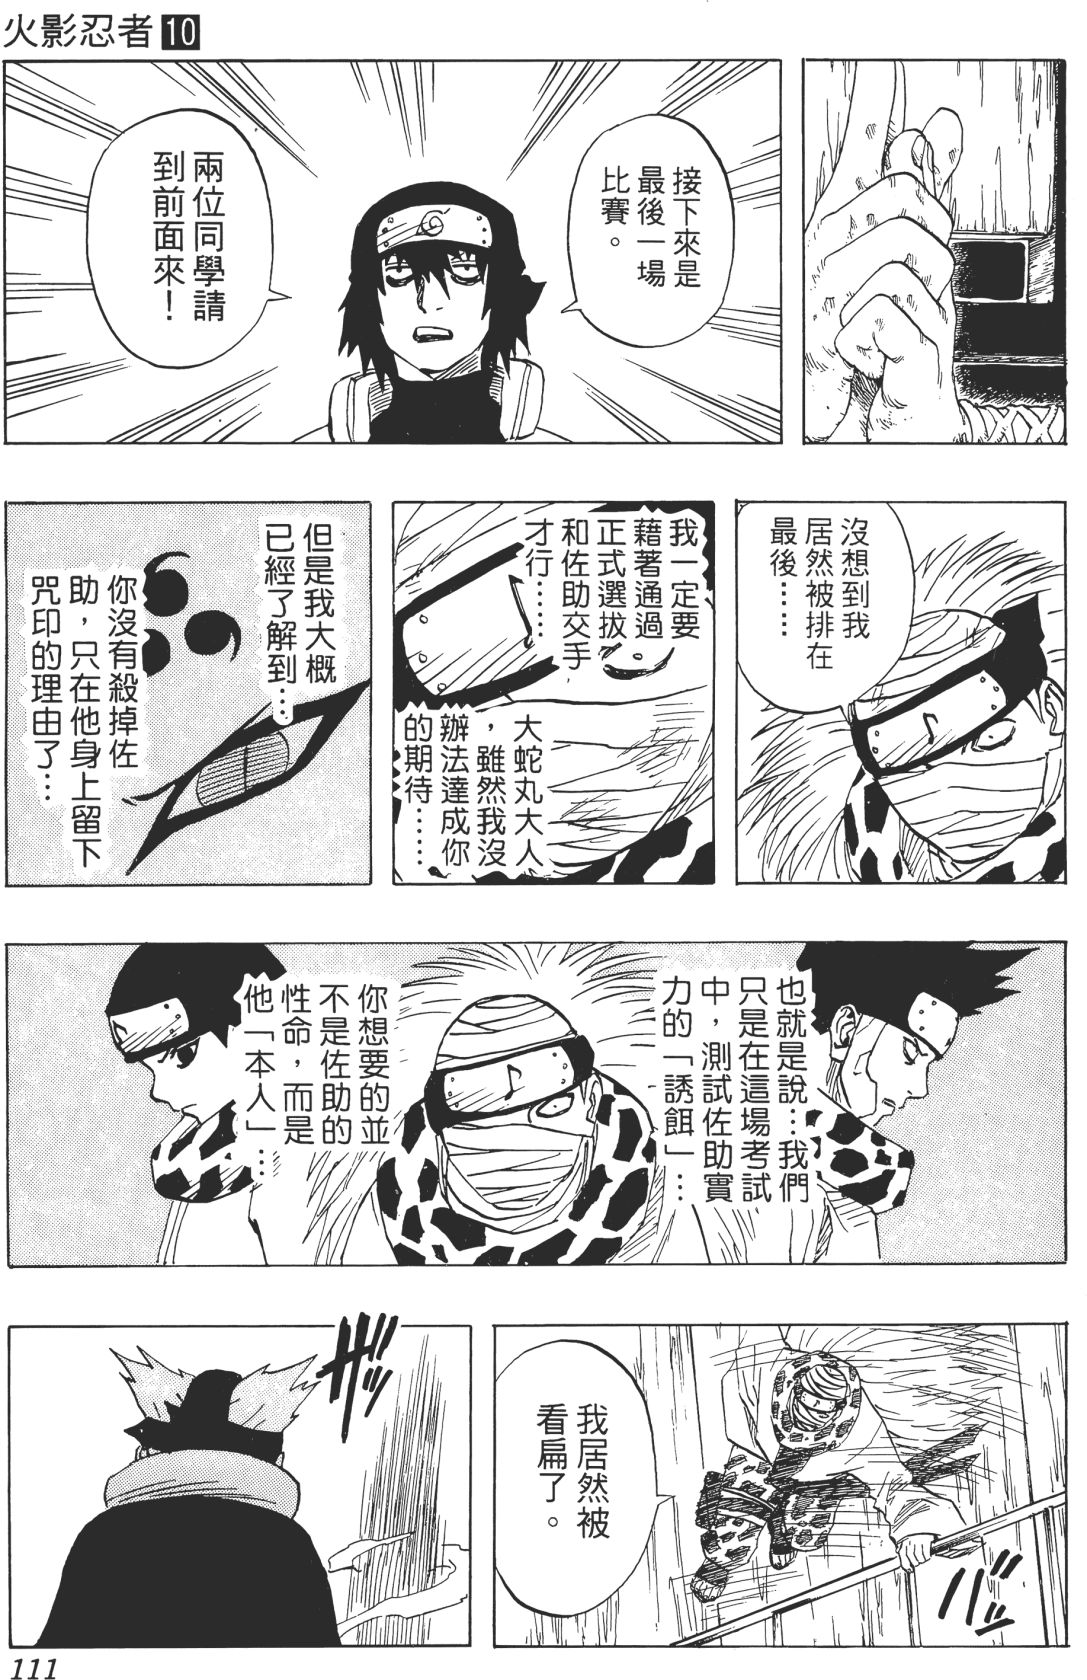 火影忍者10
接下來是
最後一場
比賽。
兩位同學請
到前面來!
沒想到我
居然被排在
最後……
我一定要
藉著通過
正式選拔
和佐助交手
才行……
大蛇丸大人
，雖然我沒
辦法達成你
的期待……
但是我大概
已經了解到…
你沒有殺掉佐
助，只在他身上留下
咒印的理由了…
也就是說…我們
只是在這場考試
中，測試佐助實
力的「誘餌」…
你想要的並
不是佐助的
性命，而是
他「本人」…
我居然被
看扁了。
111